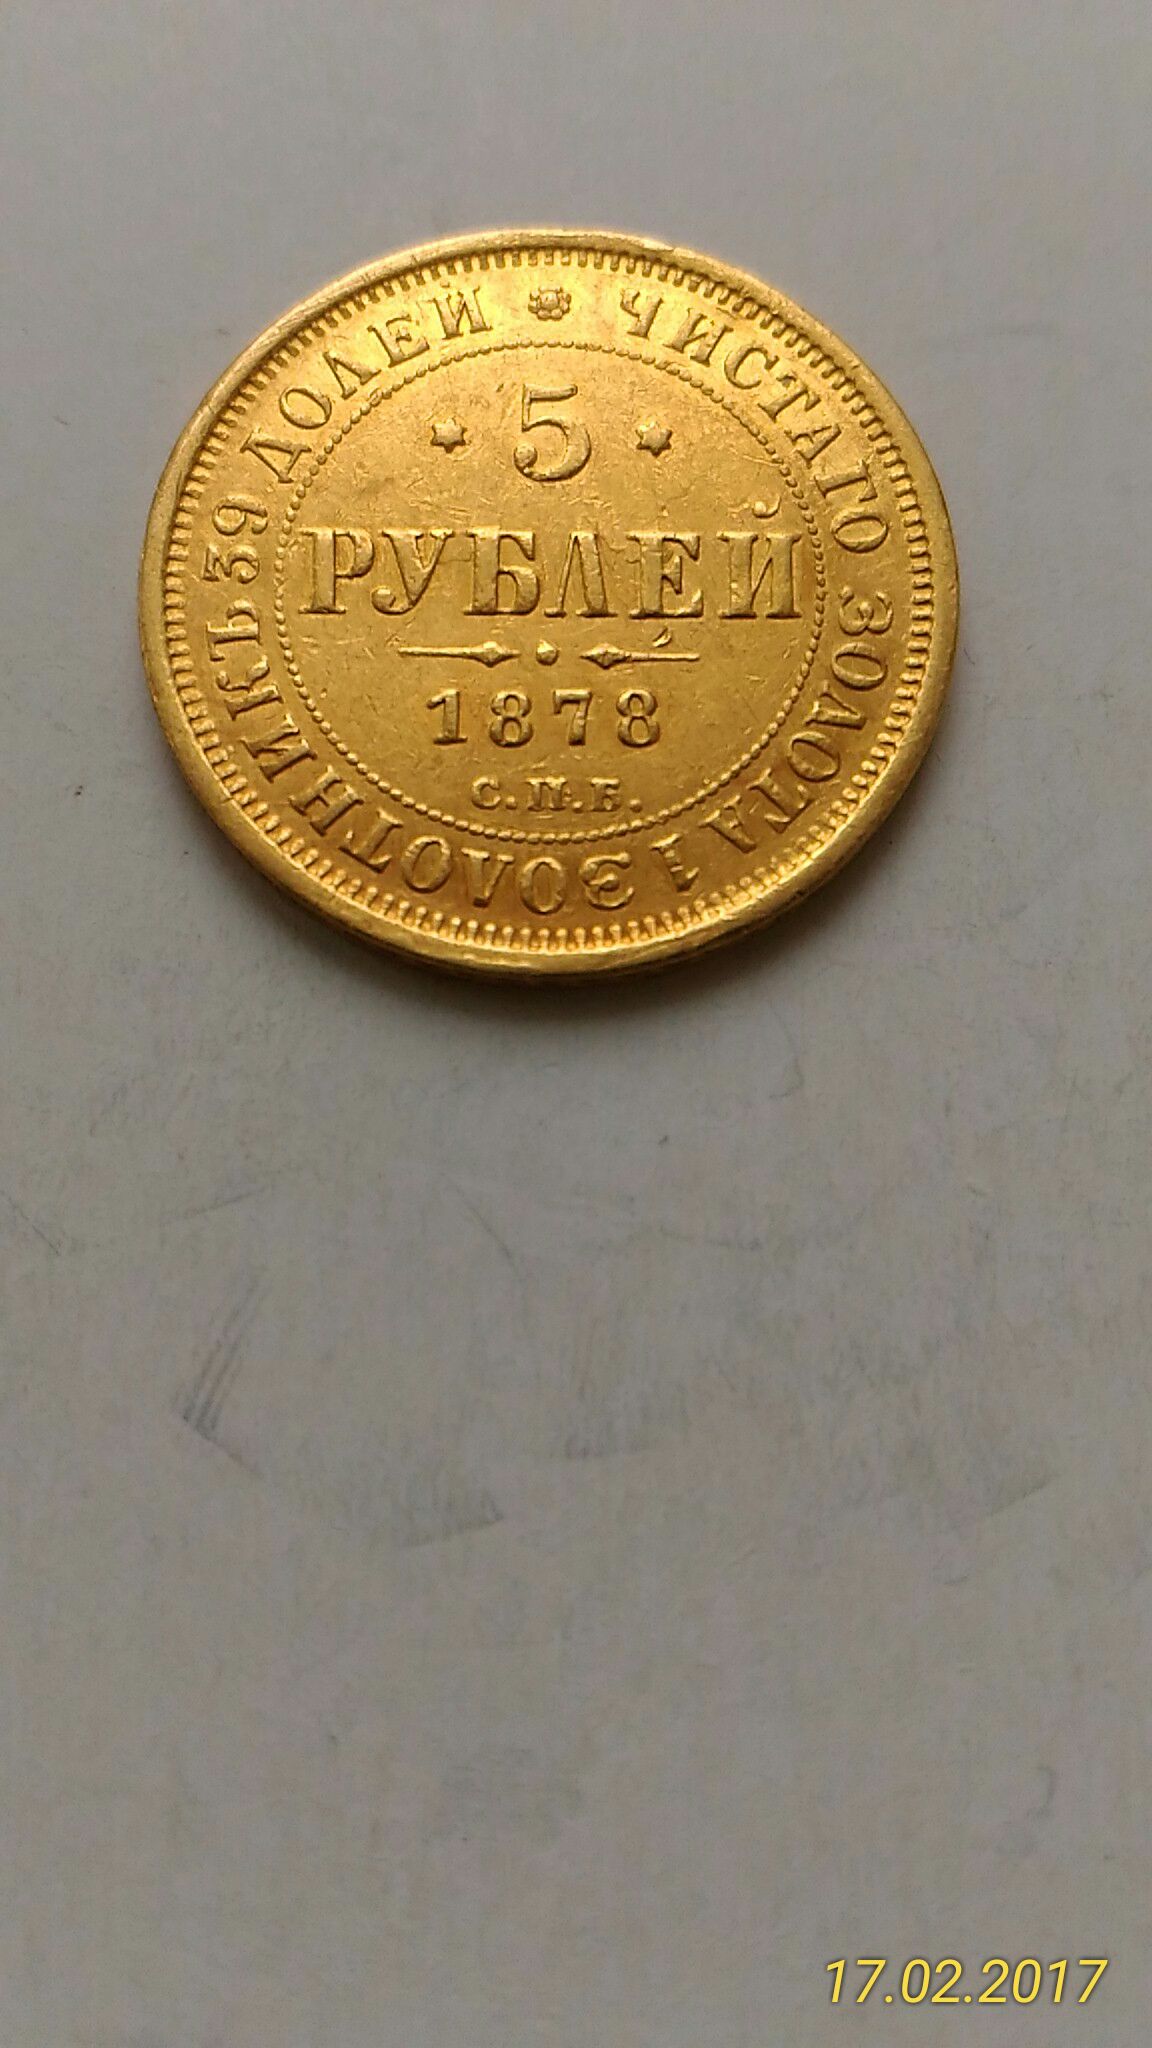 ЧИСТАГО ЗОЛОТА 1 ЗОЛОТНИКЪ 39 ДОЛЕЙ
5
РУБЛЕЙ
1878
С.П.Б.
17.02.2017